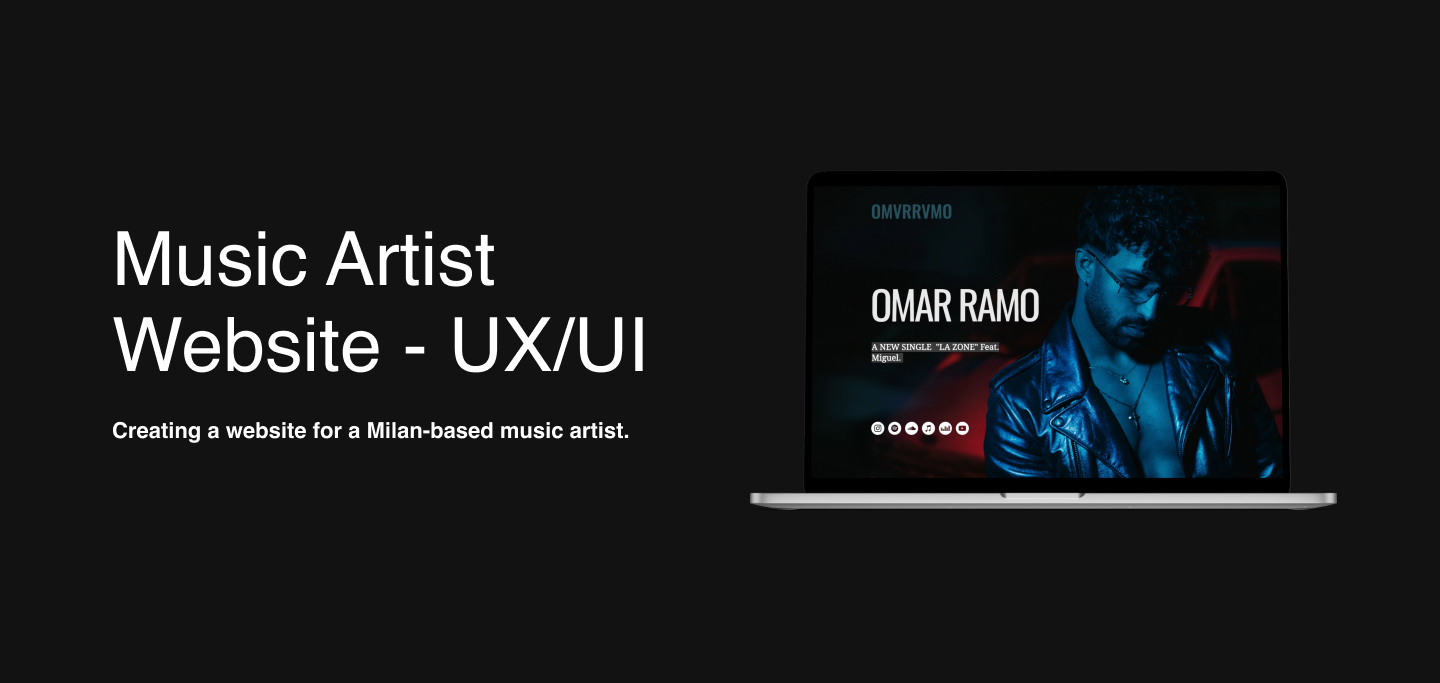 Music Artist
Website - UX/UI
Creating a website for a Milan-based music artist.
OMVRRVMO
OMAR RAMO
A NEW SINGLE "LA ZONE" Feat.
Miguel.